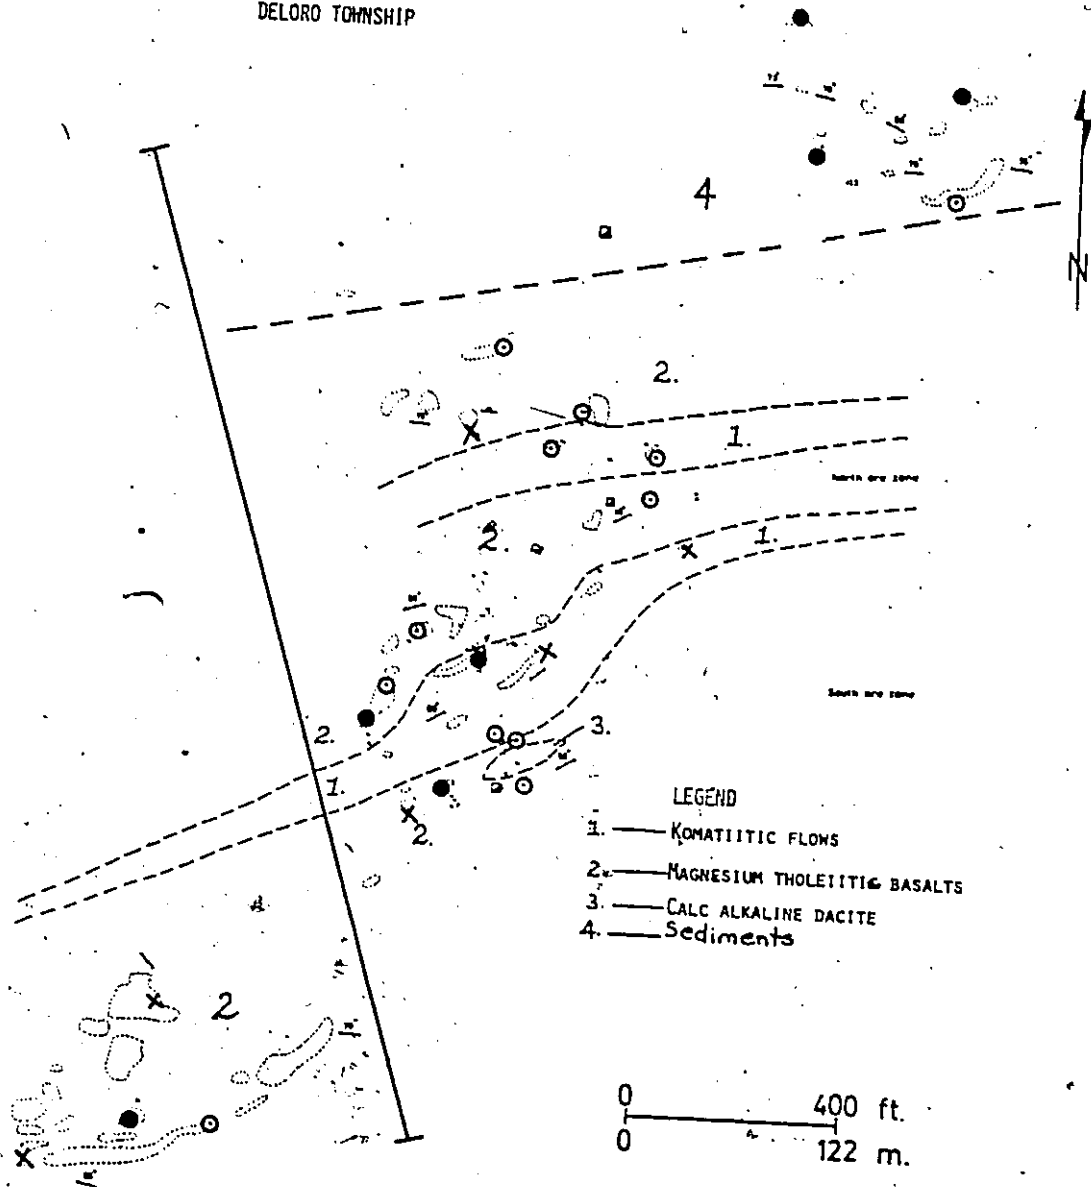 DELORO TOWNSHIP
4
N
2.
1.
North ore zone
2.
1.
South ore zone
2.
3.
1.
2.
2
LEGEND
1. KOMATIITIC FLOWS
2. MAGNESIUM THOLEIITIC BASALTS
3. CALC ALKALINE DACITE
4. Sediments
0 400 ft.
0 122 m.